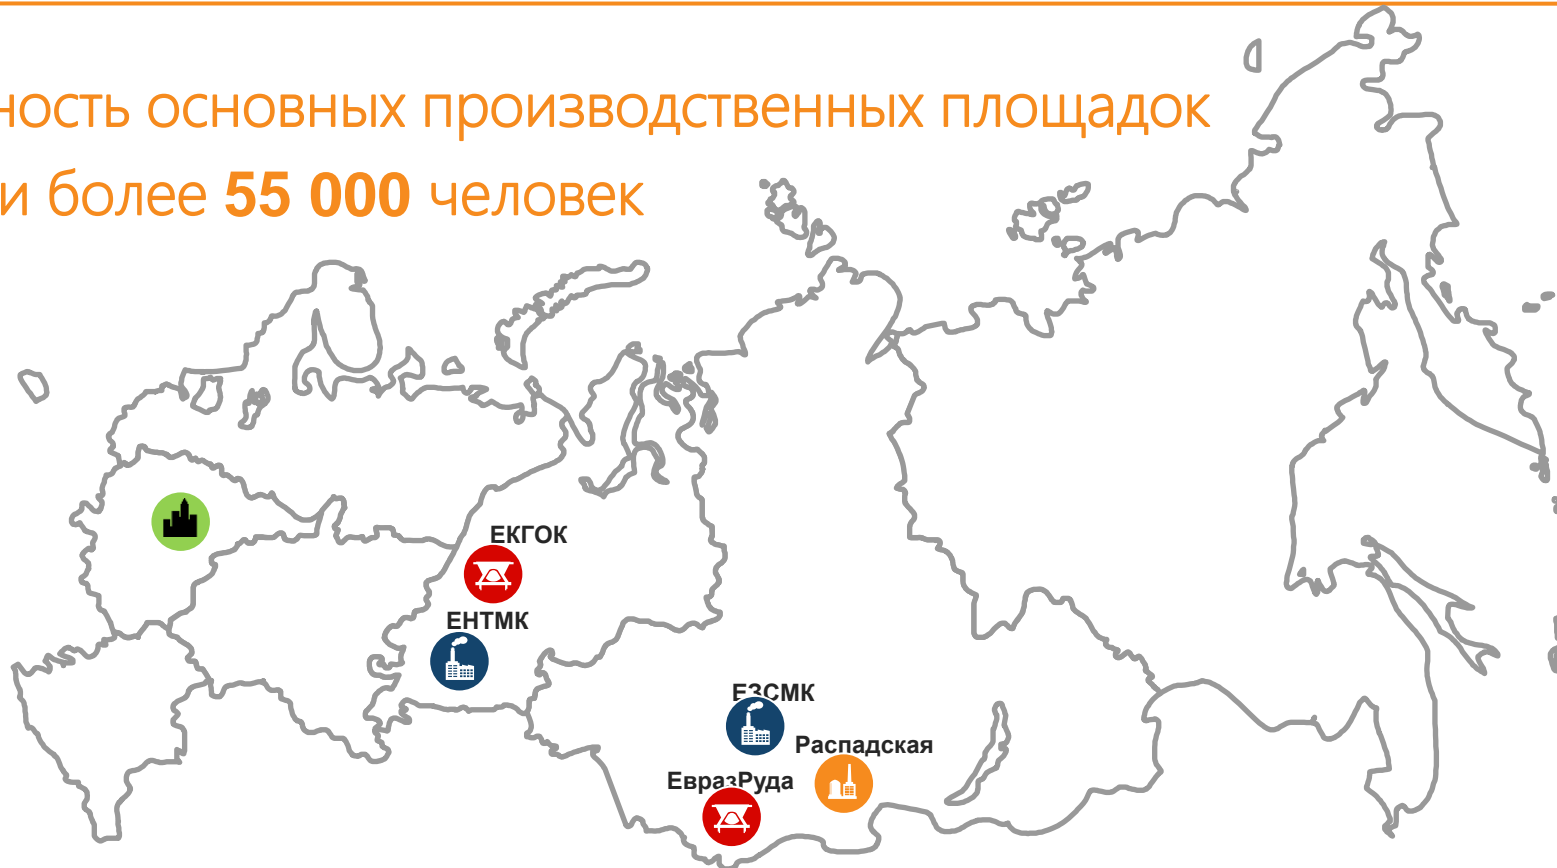 ность основных производственных площадок
и более 55 000 человек
ЕКГОК
ЕНТМК
ЕЗСМК
Распадская
ЕвразРуда